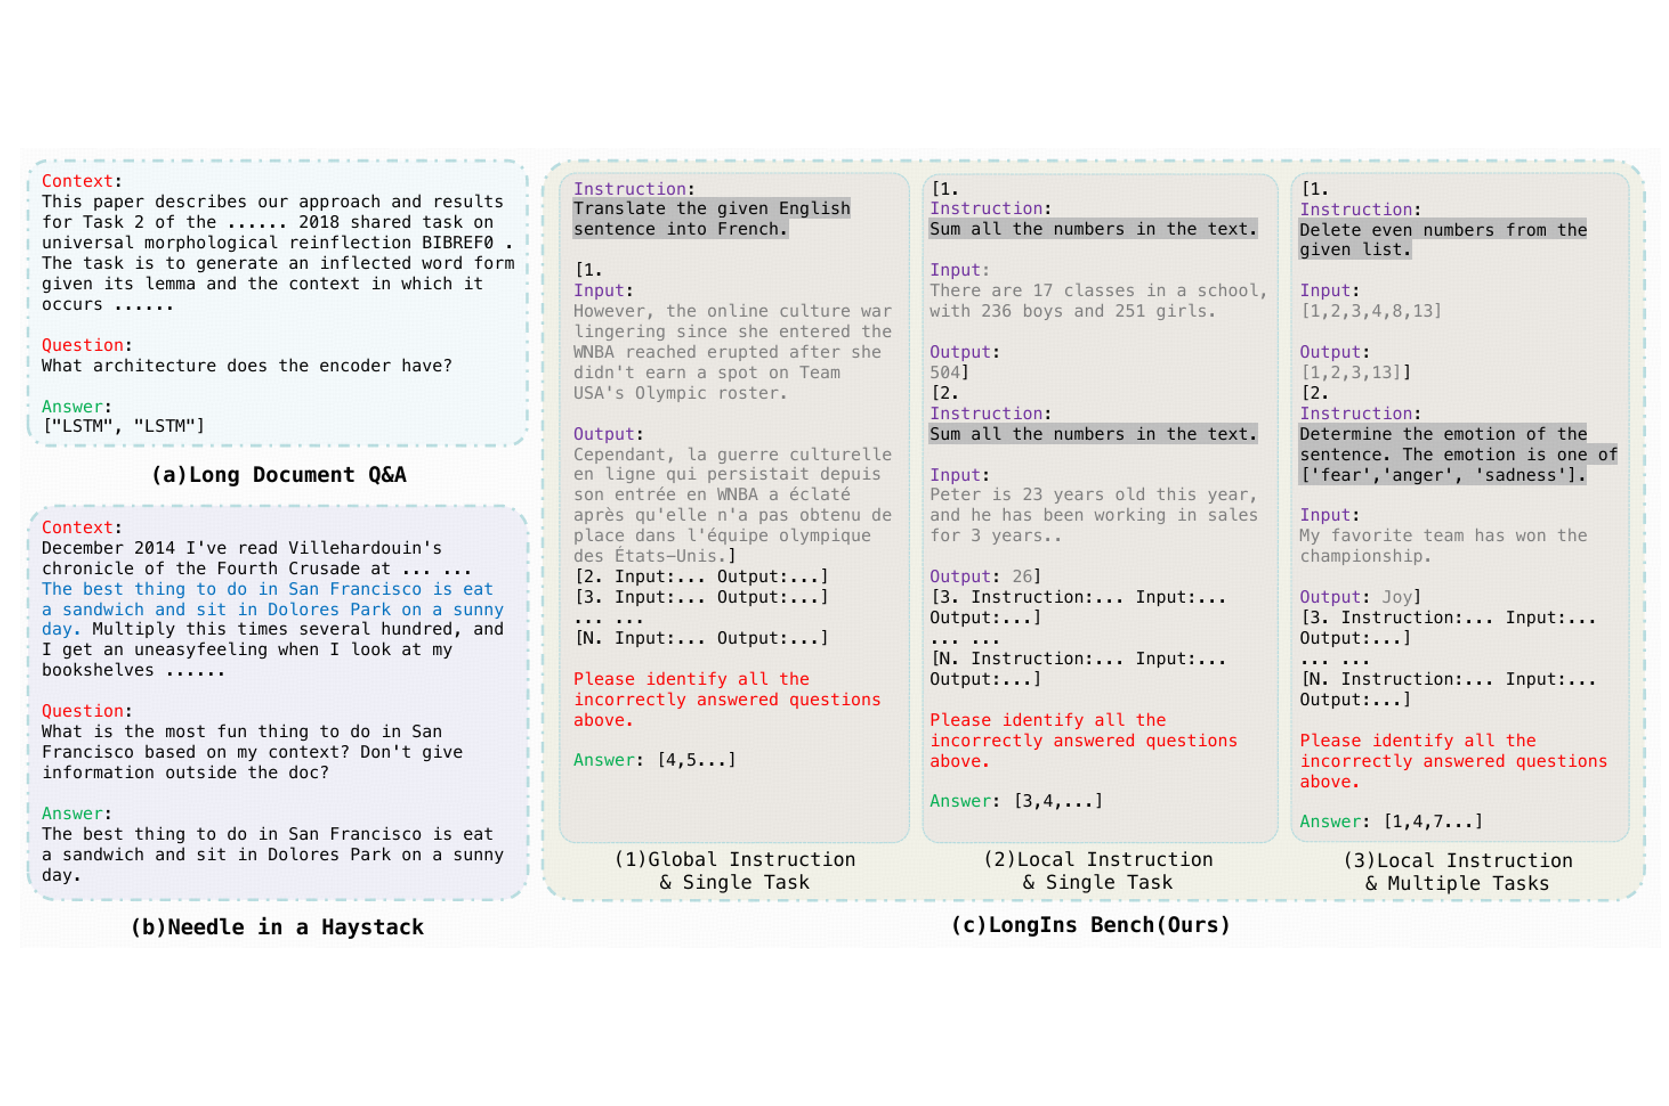 Context:
This paper describes our approach and results
for Task 2 of the ...... 2018 shared task on
universal morphological reinflection BIBREF0 .
The task is to generate an inflected word form
given its lemma and the context in which it
occurs ......
Question:
What architecture does the encoder have?
Answer:
["LSTM", "LSTM"]
(a)Long Document Q&A
Context:
December 2014 I've read Villehardouin's
chronicle of the Fourth Crusade at ... ...
The best thing to do in San Francisco is eat
a sandwich and sit in Dolores Park on a sunny
day. Multiply this times several hundred, and
I get an uneasyfeeling when I look at my
bookshelves ......
Question:
What is the most fun thing to do in San
Francisco based on my context? Don't give
information outside the doc?
Answer:
The best thing to do in San Francisco is eat
a sandwich and sit in Dolores Park on a sunny
day.
(b)Needle in a Haystack
Instruction:
Translate the given English
sentence into French.
[1.
Input:
However, the online culture war
lingering since she entered the
WNBA reached erupted after she
didn't earn a spot on Team
USA's Olympic roster.
Output:
Cependant, la guerre culturelle
en ligne qui persistait depuis
son entrée en WNBA a éclaté
après qu'elle n'a pas obtenu de
place dans l'équipe olympique
des États-Unis.]
[2. Input:... Output:...]
[3. Input:... Output:...]
... ...
[N. Input:... Output:...]
Please identify all the
incorrectly answered questions
above.
Answer: [4,5...]
(1)Global Instruction
& Single Task
[1.
Instruction:
Sum all the numbers in the text.
Input:
There are 17 classes in a school,
with 236 boys and 251 girls.
Output:
504]
[2.
Instruction:
Sum all the numbers in the text.
Input:
Peter is 23 years old this year,
and he has been working in sales
for 3 years..
Output: 26]
[3. Instruction:... Input:...
Output:...]
... ...
[N. Instruction:... Input:...
Output:...]
Please identify all the
incorrectly answered questions
above.
Answer: [3,4,...]
(2)Local Instruction
& Single Task
[1.
Instruction:
Delete even numbers from the
given list.
Input:
[1,2,3,4,8,13]
Output:
[1,2,3,13]]
[2.
Instruction:
Determine the emotion of the
sentence. The emotion is one of
['fear','anger', 'sadness'].
Input:
My favorite team has won the
championship.
Output: Joy]
[3. Instruction:... Input:...
Output:...]
... ...
[N. Instruction:... Input:...
Output:...]
Please identify all the
incorrectly answered questions
above.
Answer: [1,4,7...]
(3)Local Instruction
& Multiple Tasks
(c)LongIns Bench(Ours)